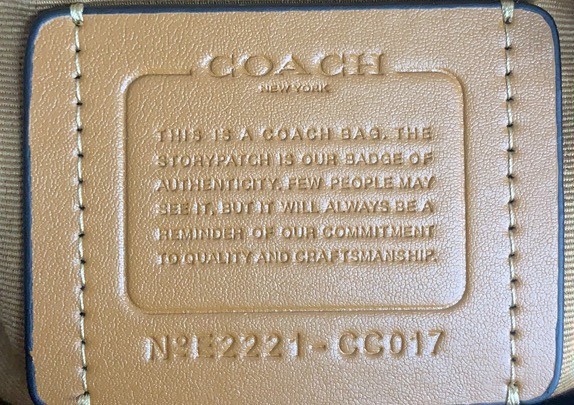 COACH
NEW YORK
THIS IS A COACH BAG. THE
STORYPATCH IS OUR BADGE OF
AUTHENTICITY. FEW PEOPLE MAY
SEE IT, BUT IT WILL ALWAYS BE A
REMINDER OF OUR COMMITMENT
TO QUALITY AND CRAFTSMANSHIP.
Nº E2221-CC017